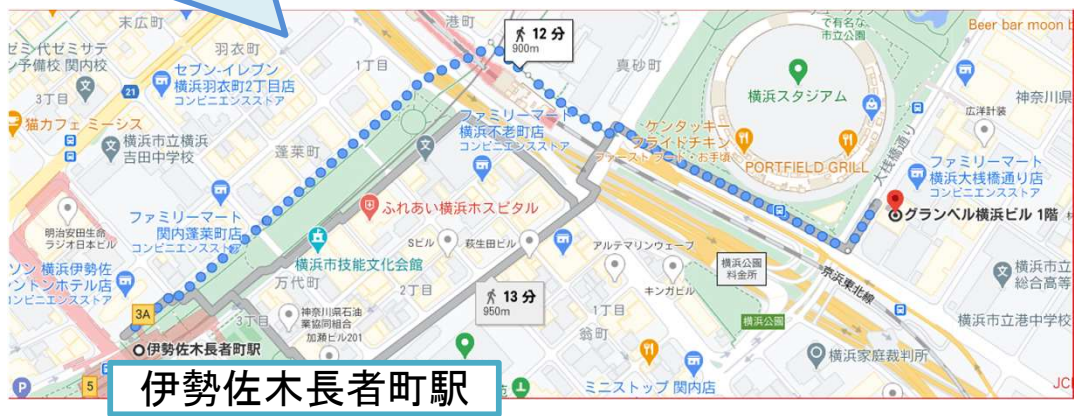 末広町
港町
12 分
900m
Beer bar moon b
で有名な
市立公園
ゼミ 代ゼミサテ
ン予備校 関内校
羽衣町
セブン-イレブン
横浜羽衣町2丁目店
コンビニエンスストア
1丁目
真砂町
横浜スタジアム
神奈川県
広洋計装
3丁目
21
猫カフェ ミーシス
横浜市立横浜
吉田中学校
蓬莱町
ファミリーマート
横浜不老町店
コンビニエンスストア
ケンタッキー
フライドチキン
ファーストフード・お手頃
PORTFIELD GRILL
大桟橋通り
ファミリーマート
横浜大桟橋通り店
コンビニエンスストア
グランベル横浜ビル 1階
明治安田生命
ラジオ日本ビル
ファミリーマート
関内蓬莱町店
コンビニエンススト
ふれあい横浜ホスピタル
横浜市技能文化会館
Sビル
萩生田ビル
アルテマリンウェーブ
横浜公園
料金所
京浜東北線
横浜市立
総合高等
ソン 横浜伊勢佐
ントンホテル店
コンビニエンスストア
万代町
2丁目
キンガビル
3A
3丁目
神奈川県石油
業協同組合
加瀬ビル201
13 分
950m
1丁目
翁町
横浜公園
横浜市立港中学校
伊勢佐木長者町駅
横浜家庭裁判所
P
5
伊勢佐木長者町駅
ミニストップ 関内店
JCI